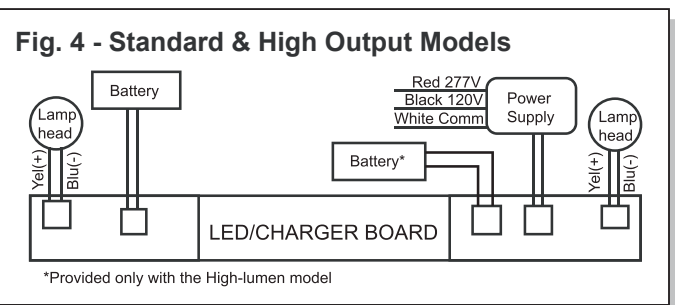 Fig. 4 - Standard & High Output Models
Battery
Lamp
head
Yel(+)
Blu(-)
Red 277V
Black 120V
White Comm
Power
Supply
Battery*
Lamp
head
Yel(+)
Blu(-)
LED/CHARGER BOARD
*Provided only with the High-lumen model